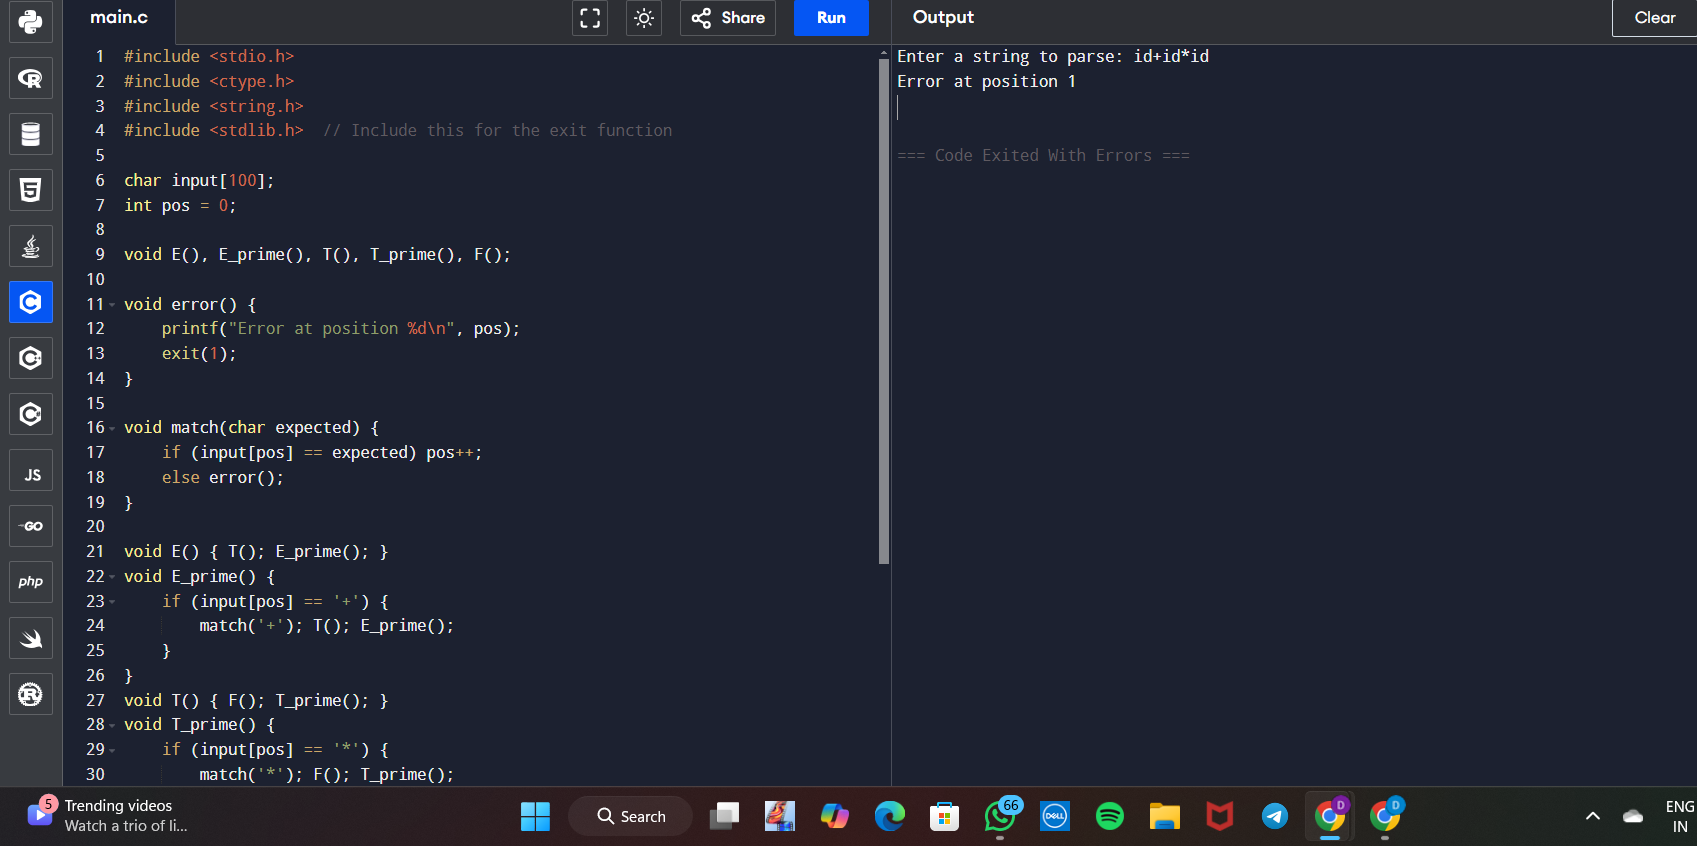 main.c
Share
Run
Output
Clear
1 #include <stdio.h>
2 #include <ctype.h>
3 #include <string.h>
4 #include <stdlib.h>  // Include this for the exit function
5
6 char input[100];
7 int pos = 0;
8
9 void E(), E_prime(), T(), T_prime(), F();
10
11 void error() {
12     printf("Error at position %d\n", pos);
13     exit(1);
14 }
15
16 void match(char expected) {
17     if (input[pos] == expected) pos++;
18     else error();
19 }
20
21 void E() { T(); E_prime(); }
22 void E_prime() {
23     if (input[pos] == '+') {
24         match('+'); T(); E_prime();
25     }
26 }
27 void T() { F(); T_prime(); }
28 void T_prime() {
29     if (input[pos] == '*') {
30         match('*'); F(); T_prime();
Enter a string to parse: id+id*id
Error at position 1
=== Code Exited With Errors ===
R
5
C
C
C
JS
GO
php
R
5
Trending videos
Watch a trio of li...
Search
66
DELL
D
D
ENG
IN